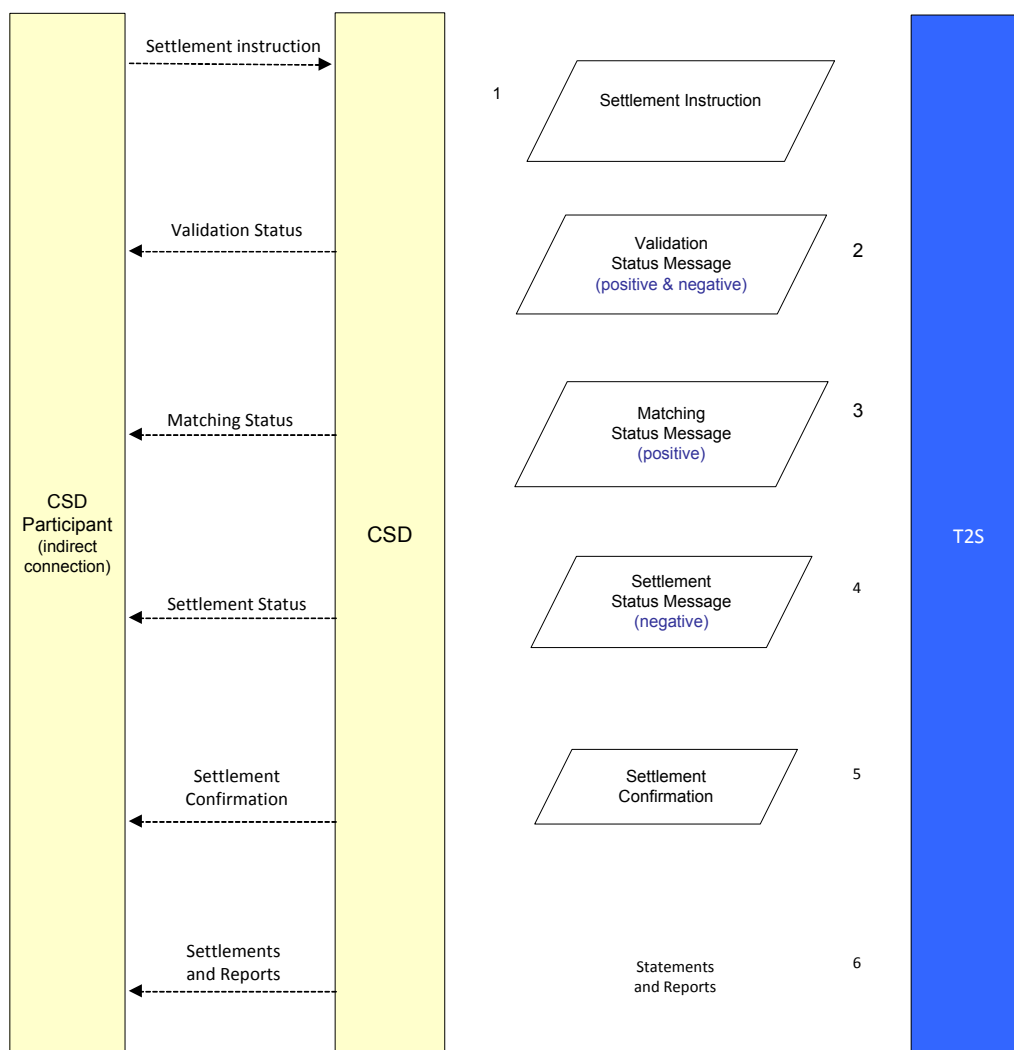 Settlement instruction
1
Settlement Instruction
Validation Status
Validation
Status Message
(positive & negative)
2
Matching Status
Matching
Status Message
(positive)
3
CSD
Participant
(indirect
connection)
CSD
T2S
Settlement Status
Settlement
Status Message
(negative)
4
Settlement
Confirmation
Settlement
Confirmation
5
Settlements
and Reports
Statements
and Reports
6